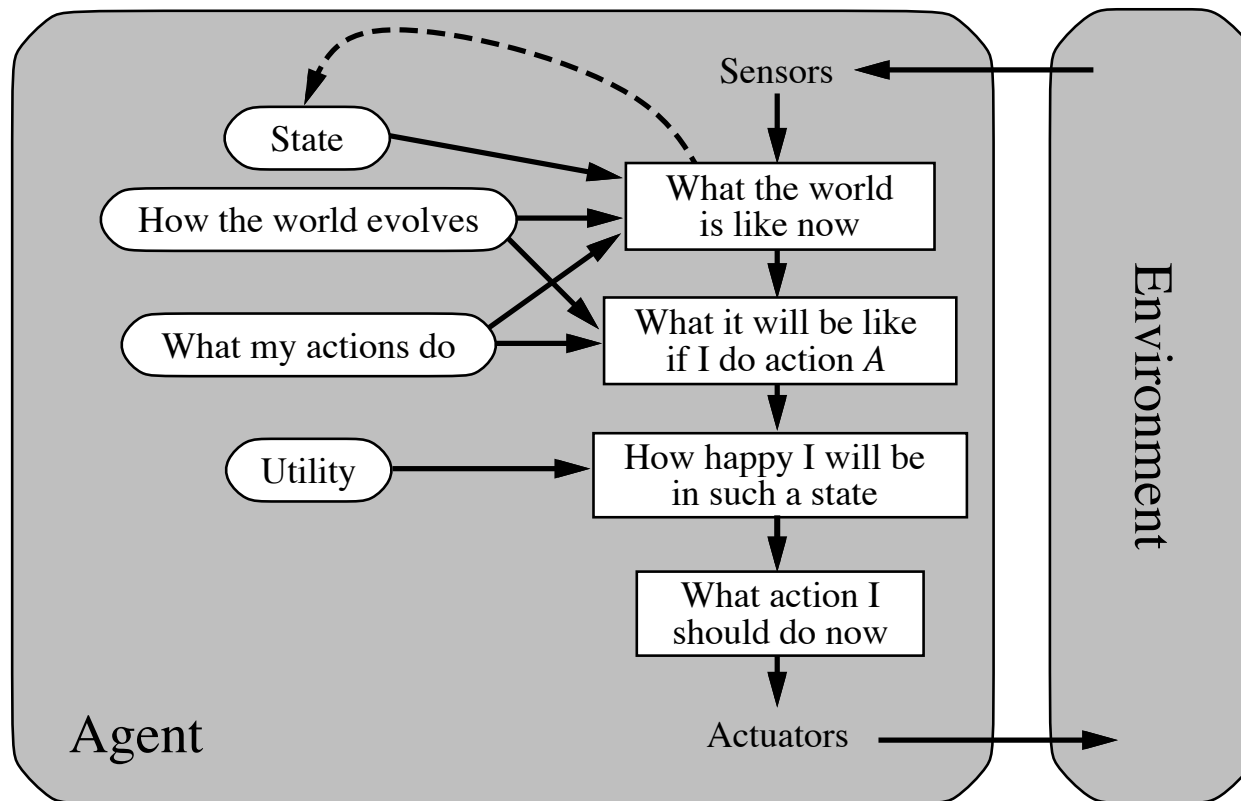 Sensors
State
What the world
is like now
How the world evolves
What it will be like
if I do action A
What my actions do
How happy I will be
in such a state
Utility
What action I
should do now
Agent
Actuators
Environment